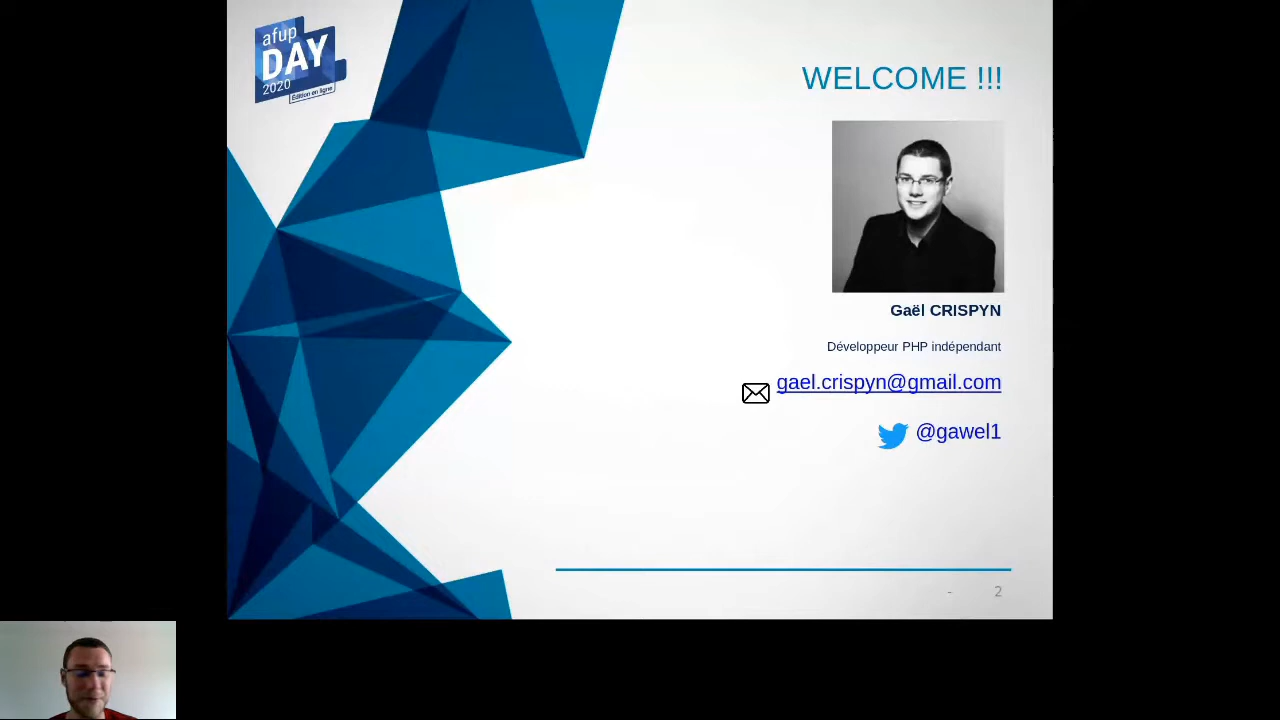 afup
DAY
2020
Édition en ligne
WELCOME !!!
Gaël CRISPYN
Développeur PHP indépendant
gael.crispyn@gmail.com
@gawel1
- 2